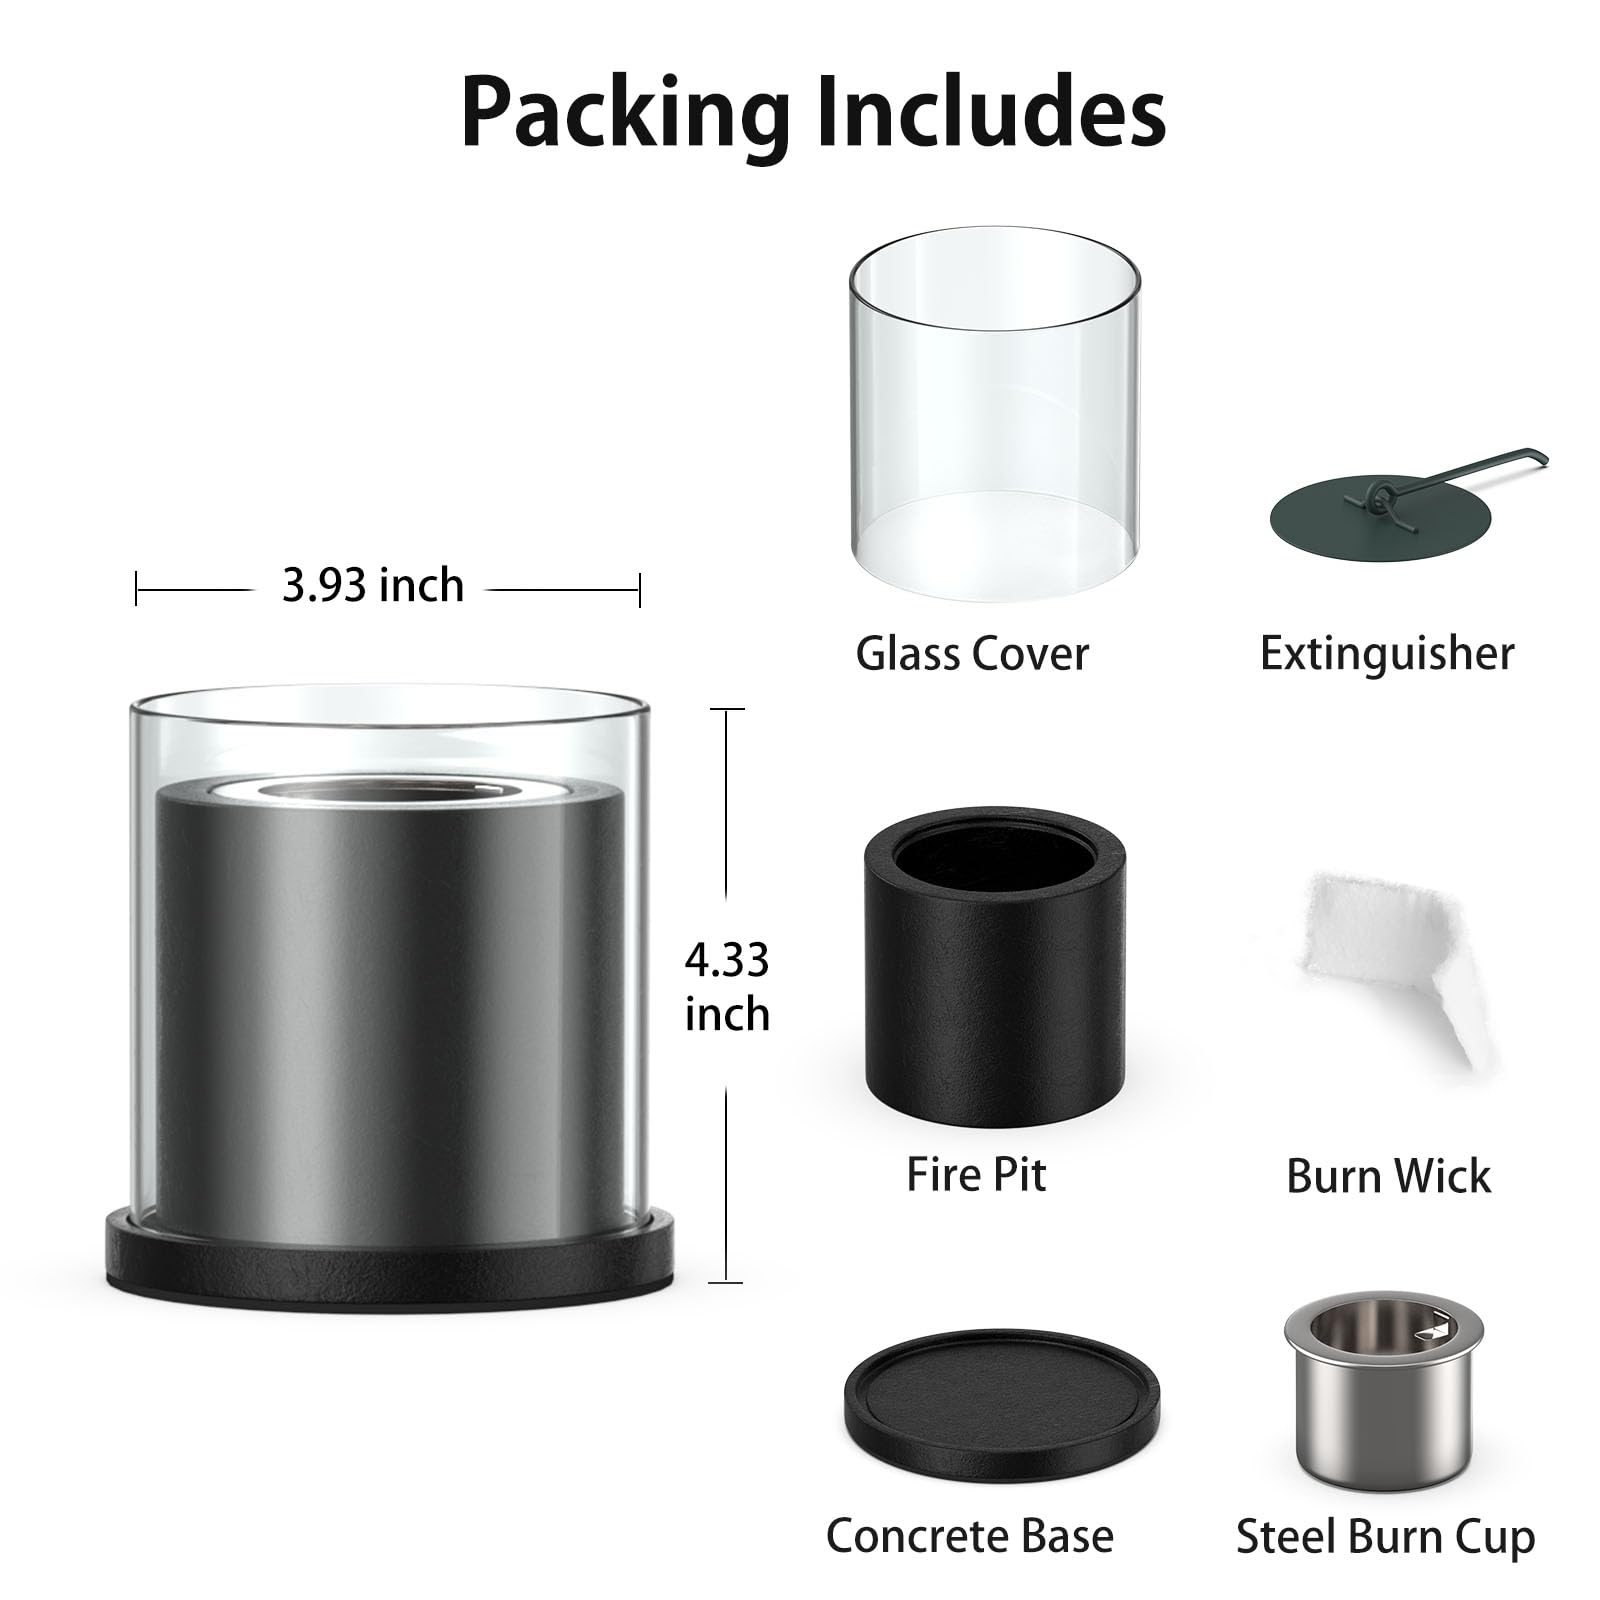 Packing Includes
3.93 inch
4.33
inch
Glass Cover
Extinguisher
Fire Pit
Burn Wick
Concrete Base
Steel Burn Cup